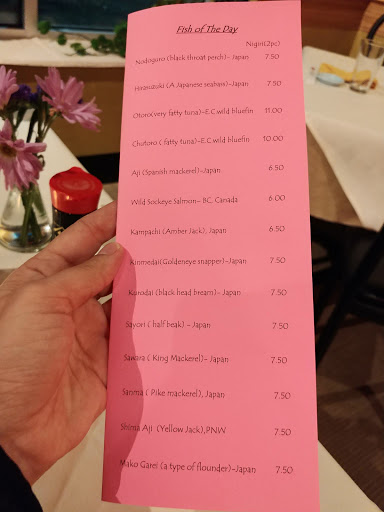 Fish of The Day
Nigiri(2pc)
Nodoguro (black throat perch)- Japan 7.50
Hirasuzuki (A Japanese seabass)-Japan 7.50
Otoro(very fatty tuna)-E.C wild bluefin 11.00
Chutoro ( fatty tuna)-E.C wild bluefin 10.00
Aji (Spanish mackerel)-Japan 6.50
Wild Sockeye Salmon- BC, Canada 6.00
Kampachi (Amber Jack), Japan 6.50
Kinmedai(Goldeneye snapper)-Japan 7.50
Kurodai (black head bream)- Japan 7.50
Sayori ( half beak) - Japan 7.50
Sawara ( King Mackerel)- Japan 7.50
Sanma ( Pike mackerel), Japan 7.50
Shima Aji (Yellow Jack),PNW 7.50
Mako Garei (a type of flounder)-Japan 7.50